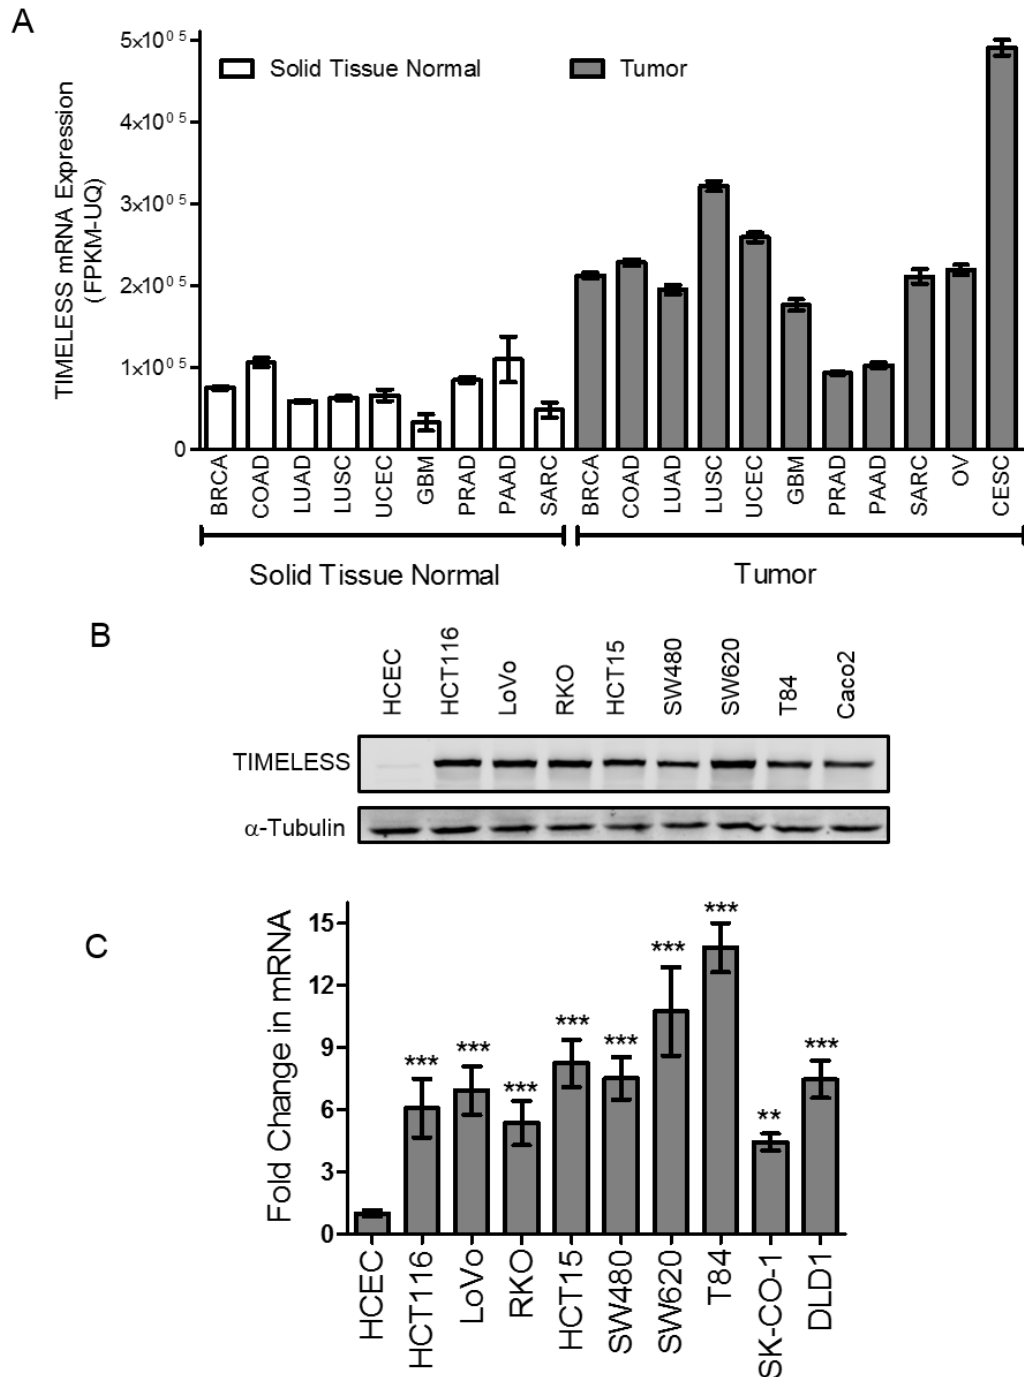 A
5x10⁰⁵
4x10⁰⁵
3x10⁰⁵
2x10⁰⁵
1x10⁰⁵
0
TIMELESS mRNA Expression
(FPKM-UQ)
Solid Tissue Normal
Tumor
BRCA
COAD
LUAD
LUSC
UCEC
GBM
PRAD
PAAD
SARC
BRCA
COAD
LUAD
LUSC
UCEC
GBM
PRAD
PAAD
SARC
OV
CESC
Solid Tissue Normal
Tumor
B
HCEC
HCT116
LoVo
RKO
HCT15
SW480
SW620
T84
Caco2
TIMELESS
α-Tubulin
C
Fold Change in mRNA
15
12
9
6
3
0
***
***
***
***
***
***
***
**
***
HCEC
HCT116
LoVo
RKO
HCT15
SW480
SW620
T84
SK-CO-1
DLD1